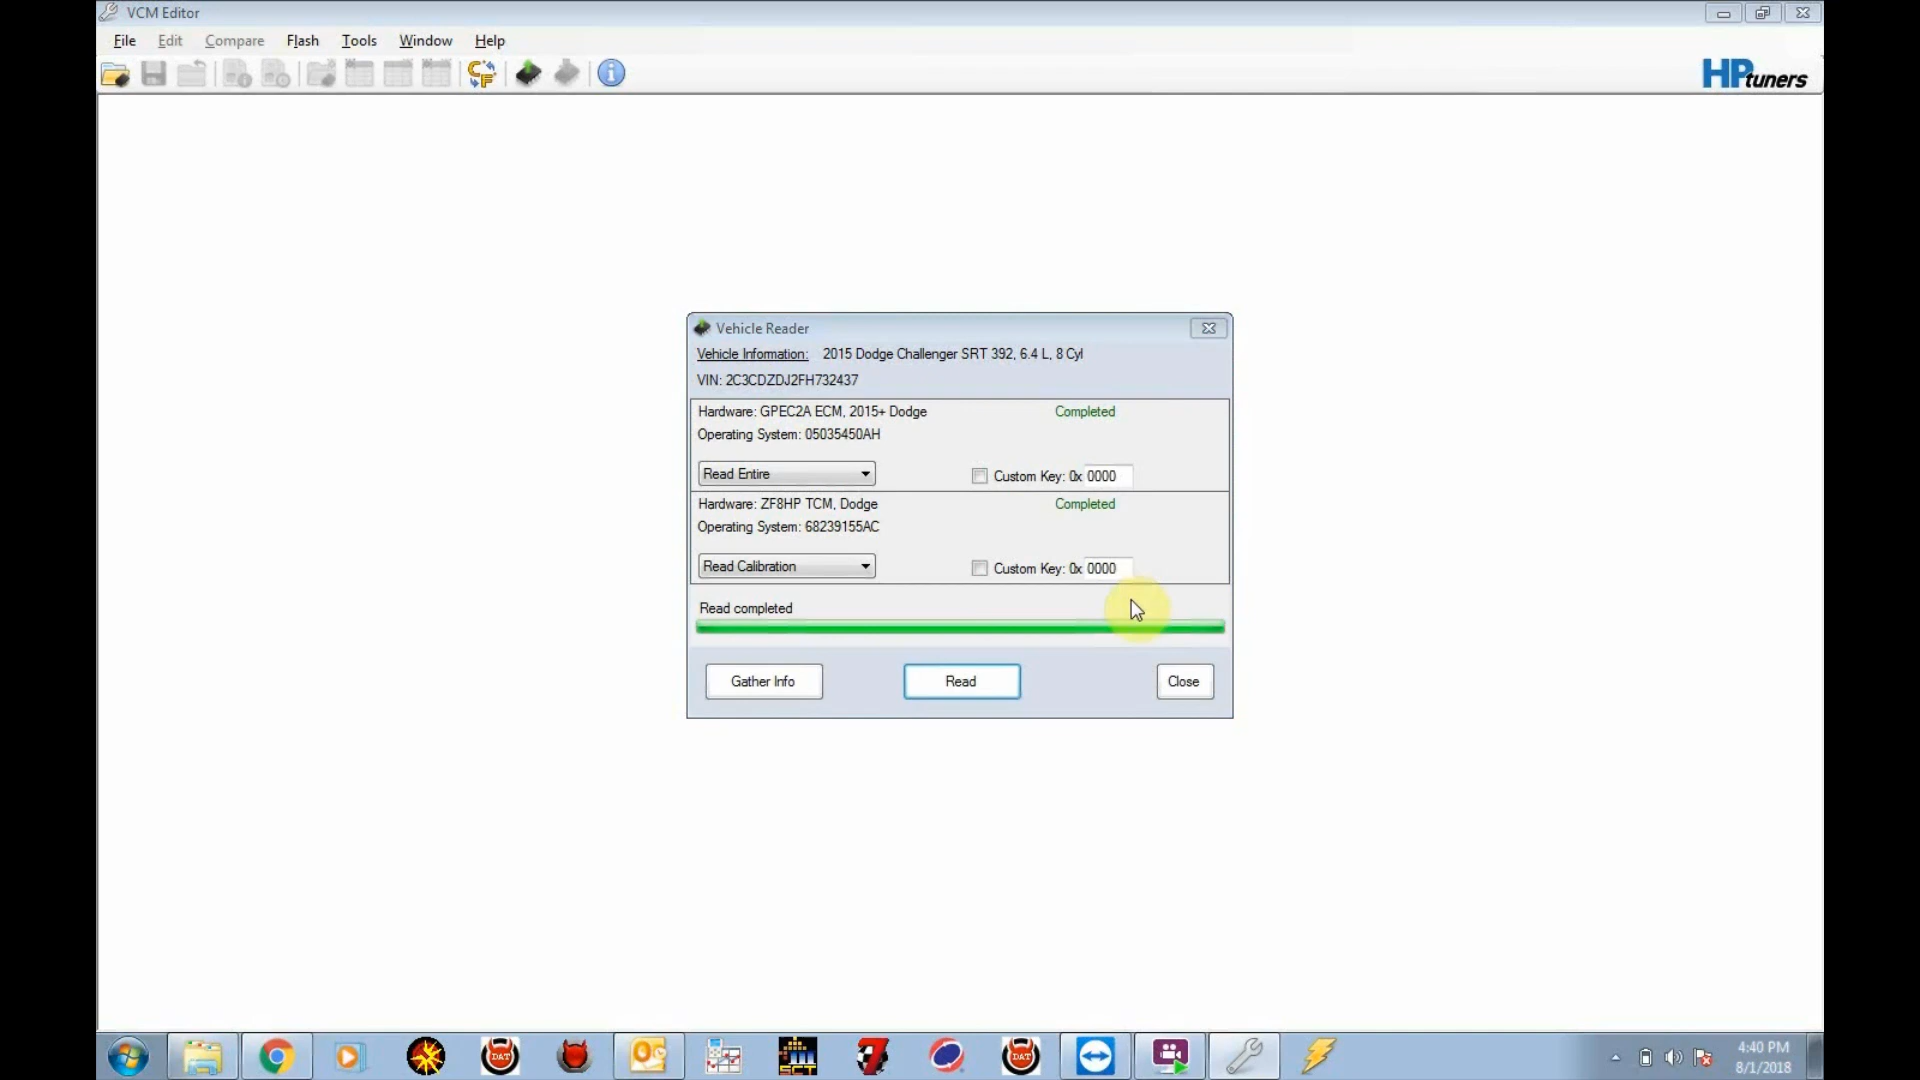 VCM Editor
File Edit Compare Flash Tools Window Help
HPtuners
Vehicle Reader
Vehicle Information: 2015 Dodge Challenger SRT 392, 6.4 L, 8 Cyl
VIN: 2C3CDZDJ2FH732437
Hardware: GPEC2A ECM, 2015+ Dodge Completed
Operating System: 05035450AH
Read Entire Custom Key: 0x 0000
Hardware: ZF8HP TCM, Dodge Completed
Operating System: 68239155AC
Read Calibration Custom Key: 0x 0000
Read completed
Gather Info Read Close
DAT SCT DAT
4:40 PM
8/1/2018